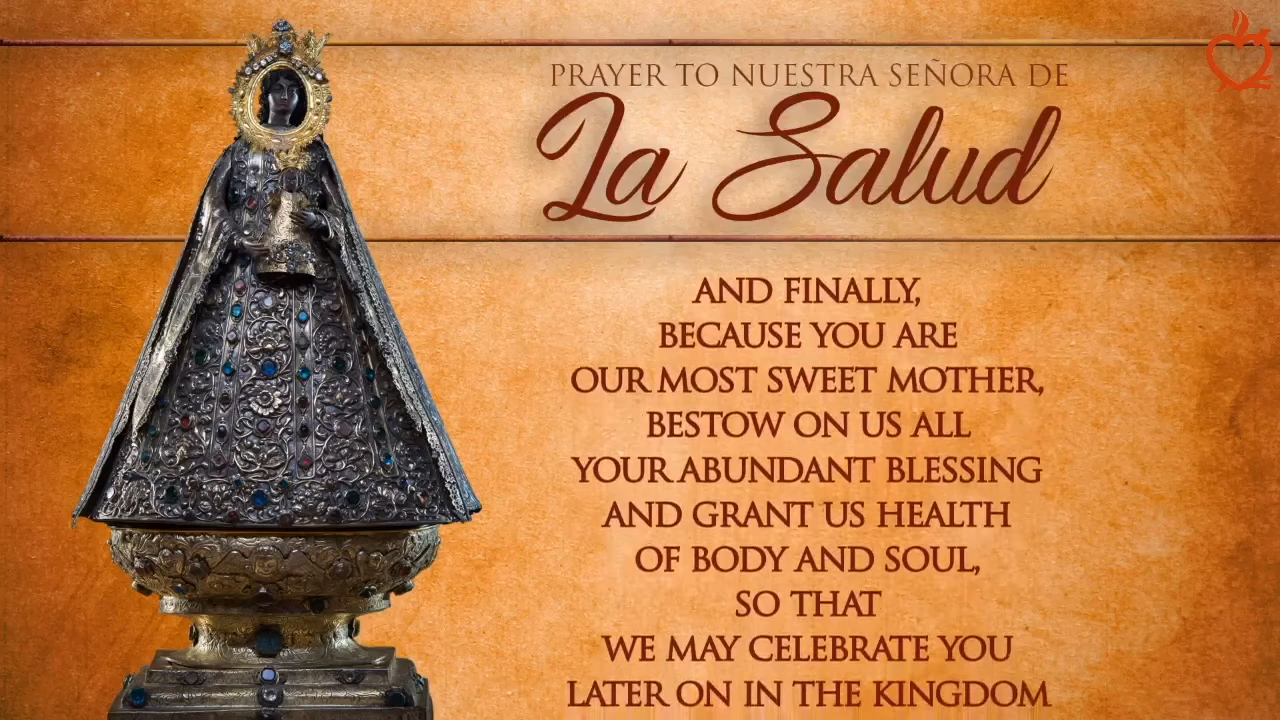 PRAYER TO NUESTRA SEÑORA DE
La Salud
AND FINALLY,
BECAUSE YOU ARE
OUR MOST SWEET MOTHER,
BESTOW ON US ALL
YOUR ABUNDANT BLESSING
AND GRANT US HEALTH
OF BODY AND SOUL,
SO THAT
WE MAY CELEBRATE YOU
LATER ON IN THE KINGDOM